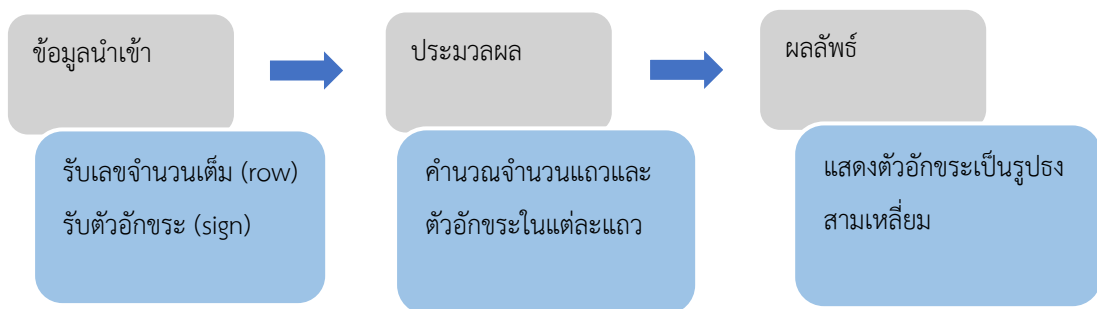 ข้อมูลนำเข้า
รับเลขจำนวนเต็ม (row)
รับตัวอักขระ (sign)
ประมวลผล
คำนวณจำนวนแถวและ
ตัวอักขระในแต่ละแถว
ผลลัพธ์
แสดงตัวอักขระเป็นรูปธง
สามเหลี่ยม